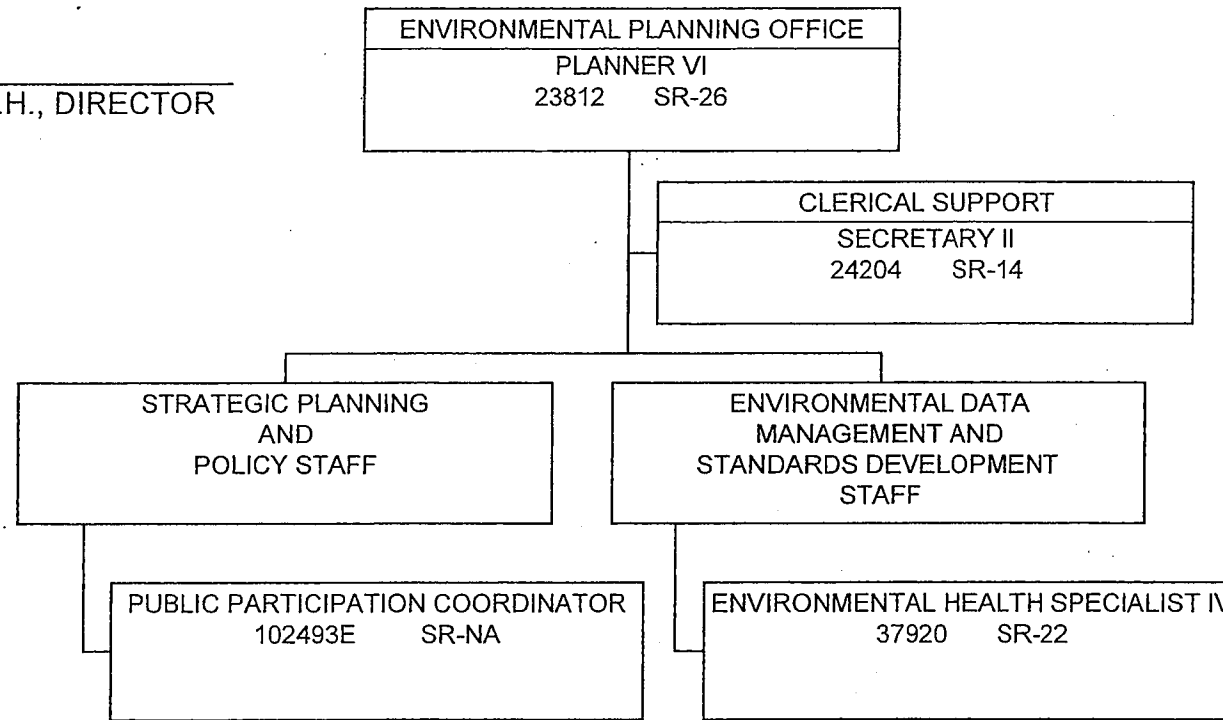 .H., DIRECTOR
ENVIRONMENTAL PLANNING OFFICE
PLANNER VI
23812 SR-26
CLERICAL SUPPORT
SECRETARY II
24204 SR-14
STRATEGIC PLANNING
AND
POLICY STAFF
ENVIRONMENTAL DATA
MANAGEMENT AND
STANDARDS DEVELOPMENT
STAFF
PUBLIC PARTICIPATION COORDINATOR
102493E SR-NA
ENVIRONMENTAL HEALTH SPECIALIST IV
37920 SR-22